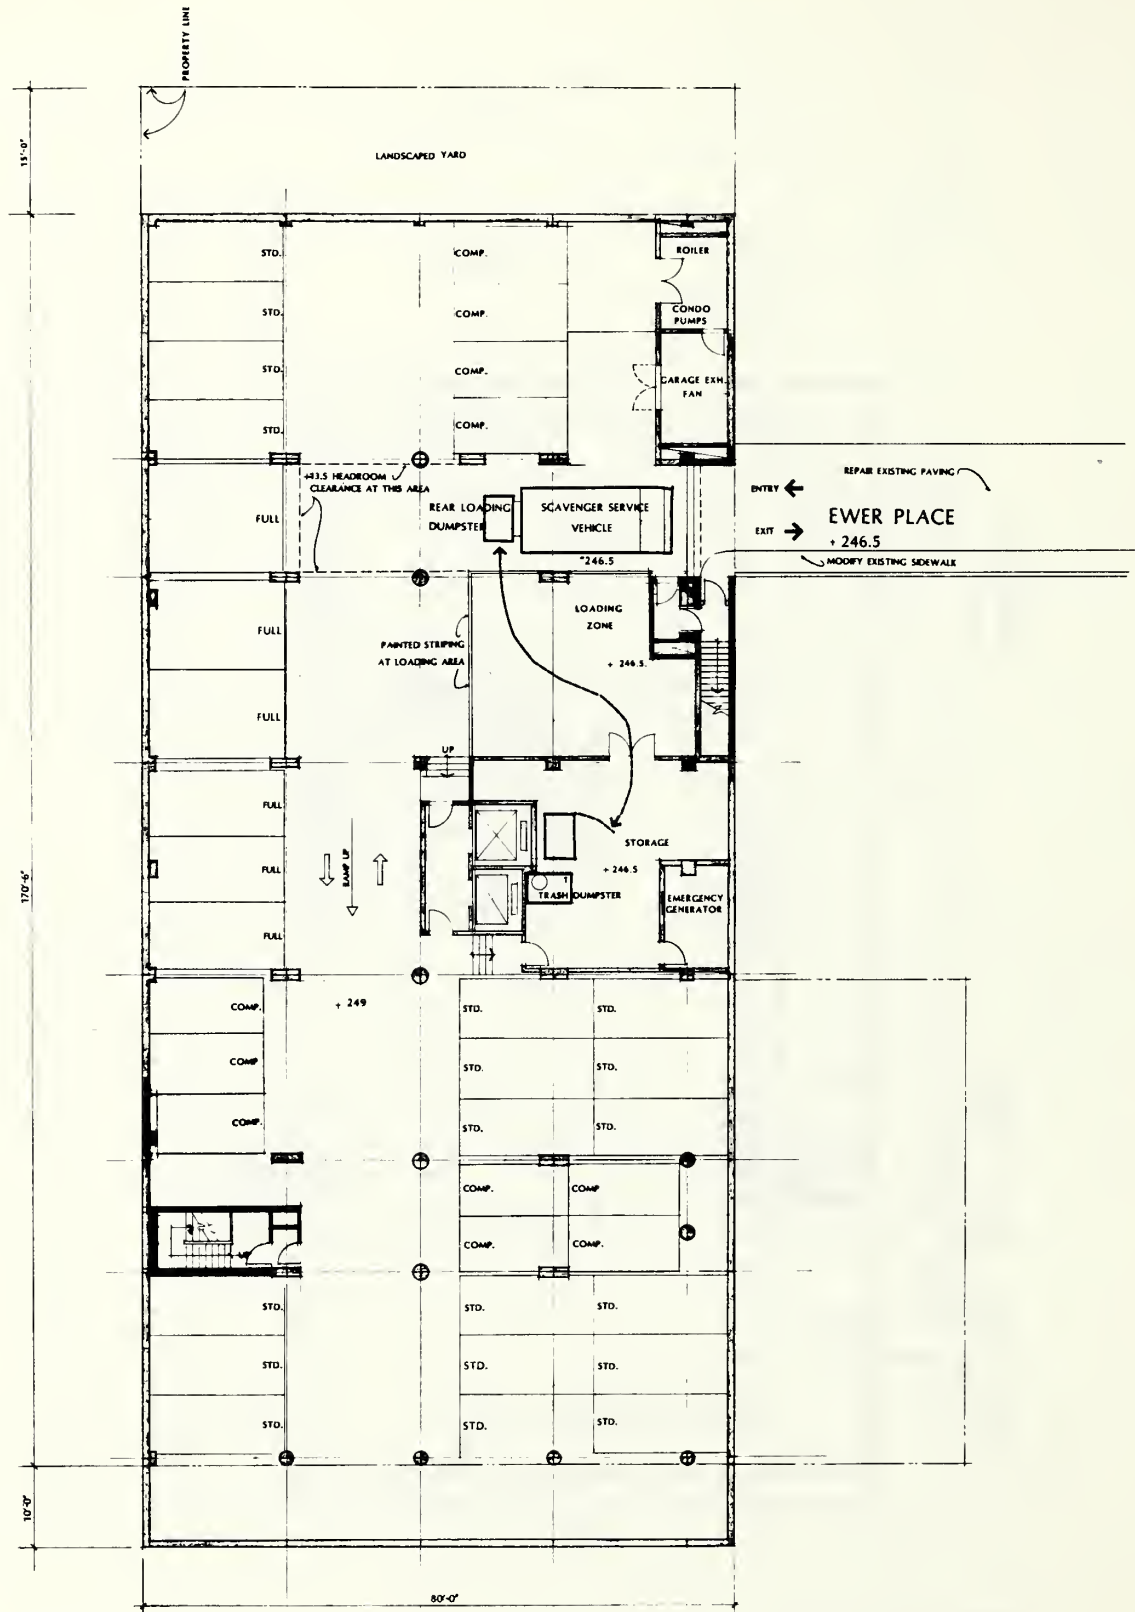 PROPERTY LINE
15'-0"
LANDSCAPED YARD
STD.
COMP.
ROILER
STD.
COMP.
CONDO
PUMPS
STD.
COMP.
GARAGE EXH.
FAN
STD.
COMP.
+13.5 HEADROOM
CLEARANCE AT THIS AREA
REPAIR EXISTING PAVING
ENTRY
FULL
REAR LOADING
DUMPSTER
SCAVENGER SERVICE
VEHICLE
EWER PLACE
EXIT
+ 246.5
+246.5
MODIFY EXISTING SIDEWALK
LOADING
ZONE
FULL
PAINTED STRIPING
AT LOADING AREA
+ 246.5.
FULL
UP
FULL
STORAGE
RAMP UP
+ 246.5
FULL
TRASH DUMPSTER
1
EMERGENCY
GENERATOR
170'-6"
FULL
COMP.
+ 249
STD.
STD.
COMP.
STD.
STD.
COMP.
STD.
STD.
COMP.
COMP
COMP.
COMP.
STD.
STD.
STD.
STD.
STD.
STD.
STD.
STD.
STD.
10'-0"
80'-0"